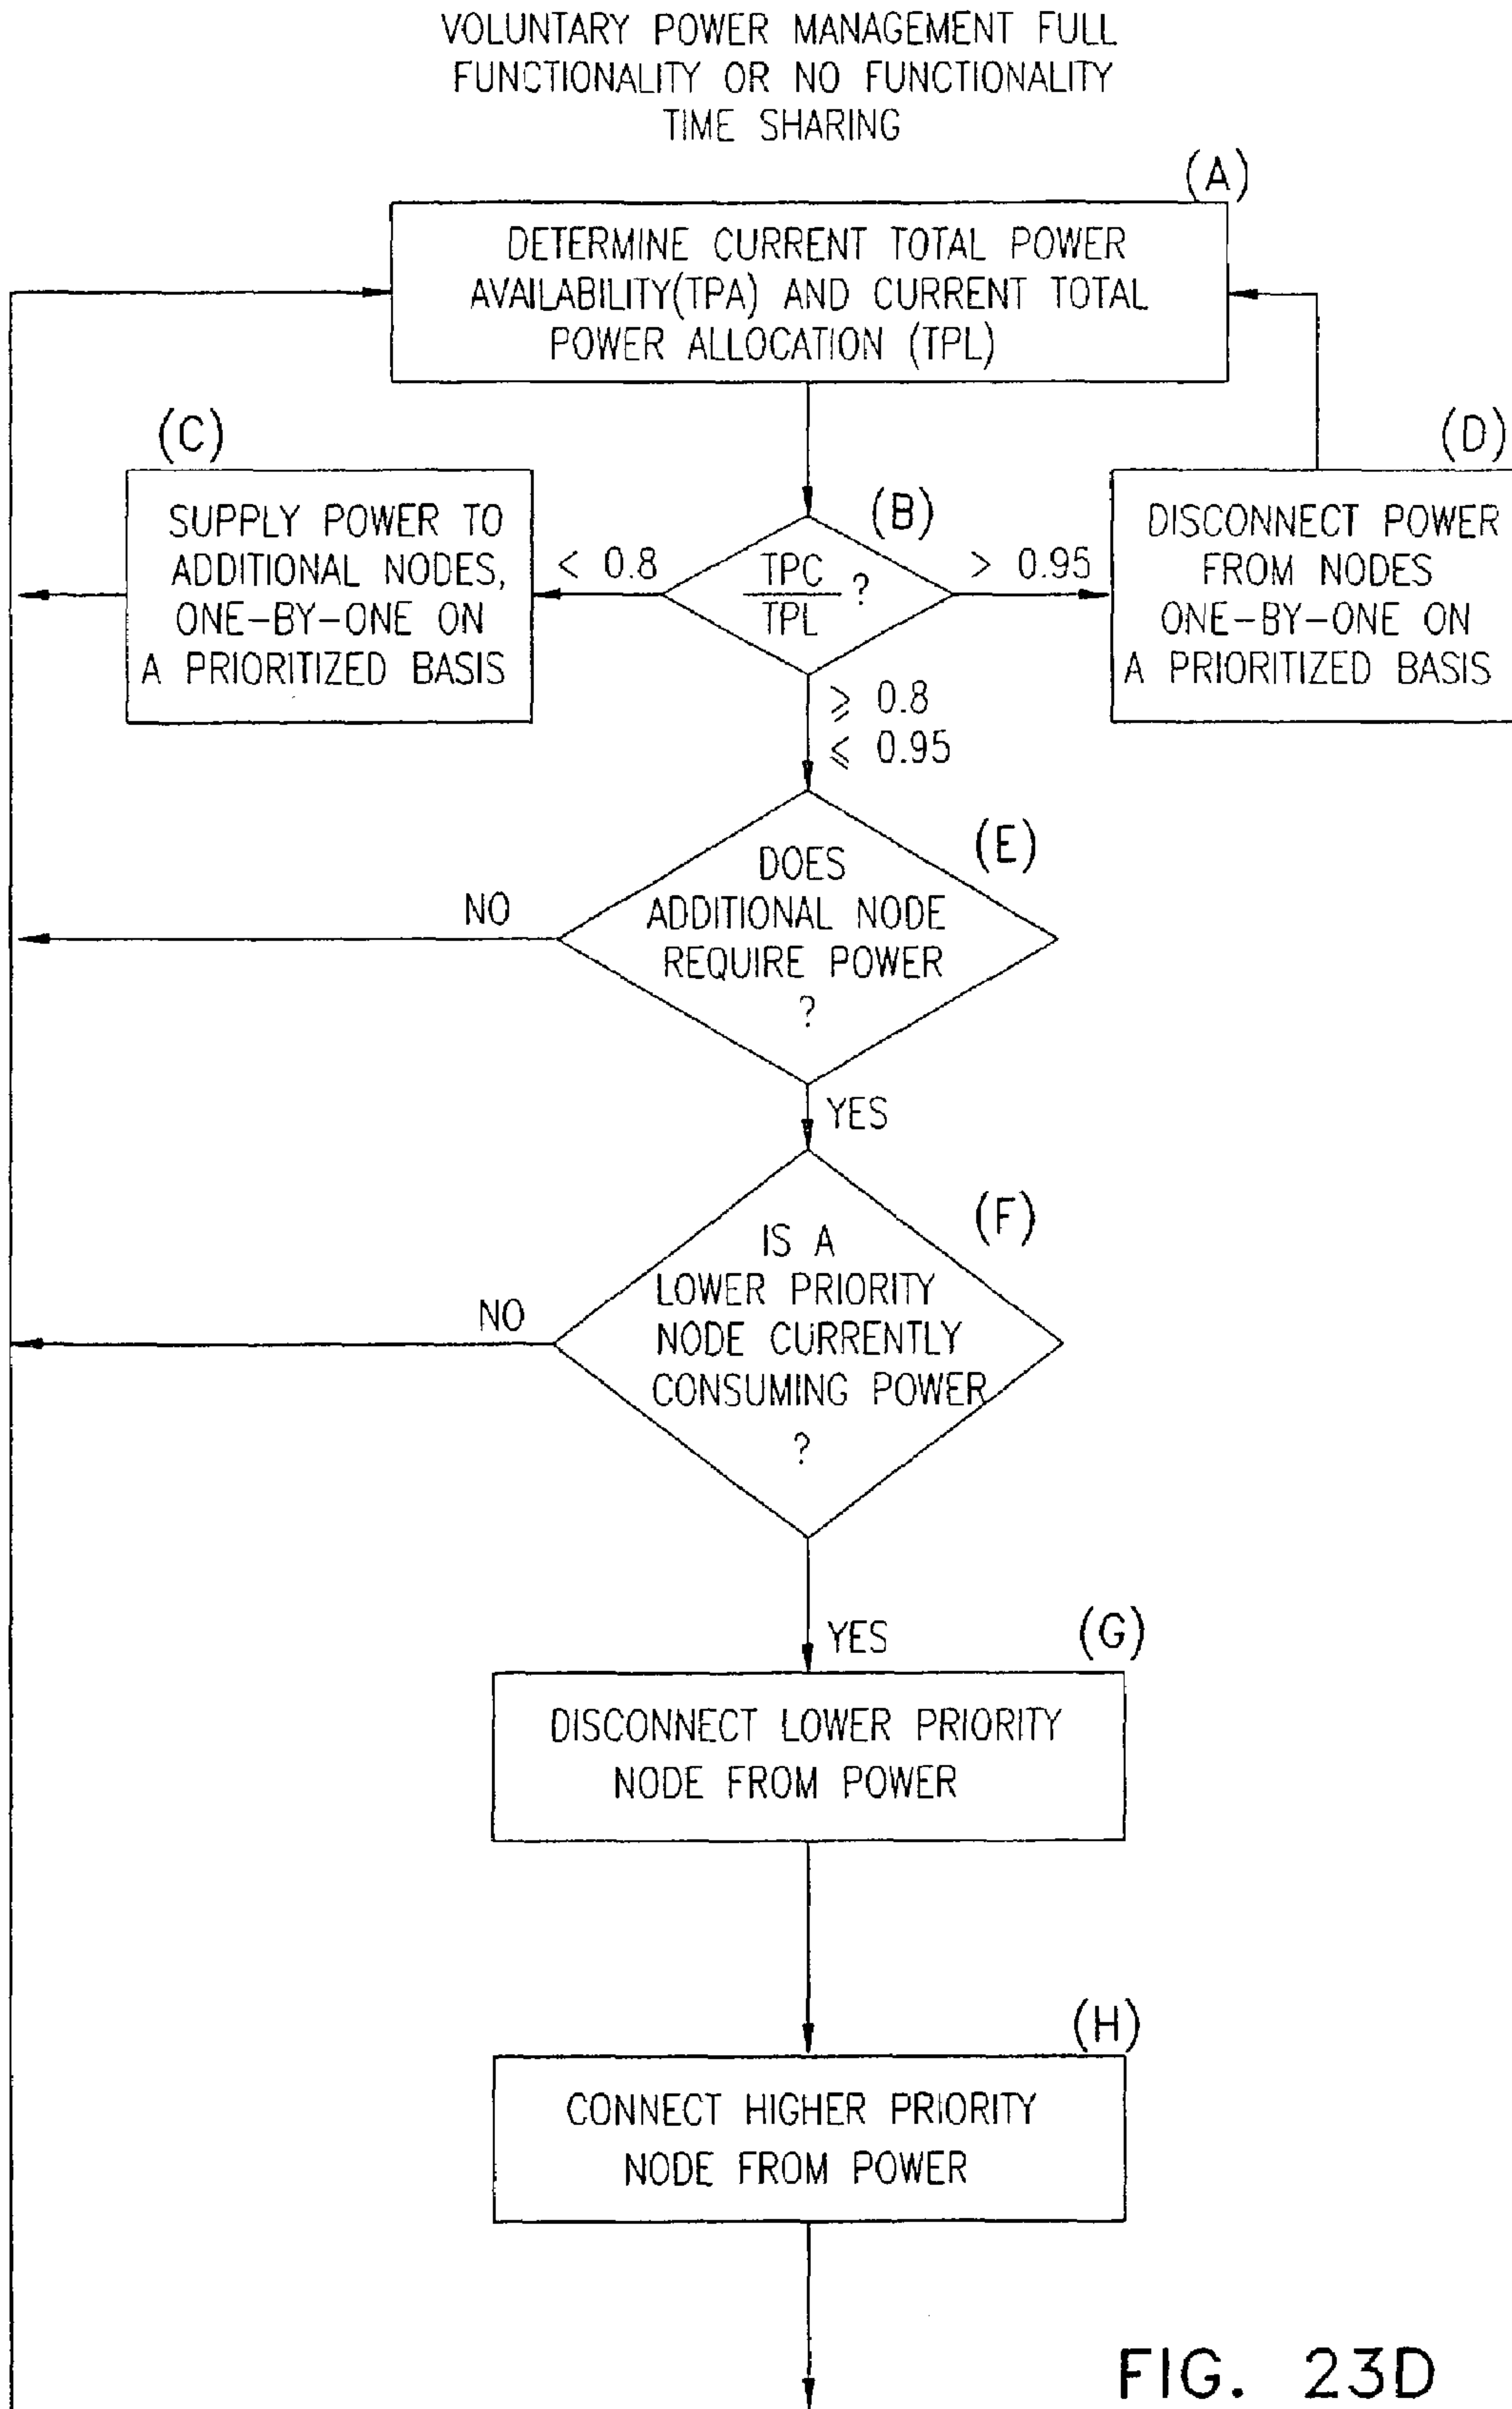 VOLUNTARY POWER MANAGEMENT FULL
FUNCTIONALITY OR NO FUNCTIONALITY
TIME SHARING
(A)
DETERMINE CURRENT TOTAL POWER
AVAILABILITY(TPA) AND CURRENT TOTAL
POWER ALLOCATION (TPL)
(C)
SUPPLY POWER TO
ADDITIONAL NODES,
ONE-BY-ONE ON
A PRIORITIZED BASIS
< 0.8
(B)
TPC
TPL
?
> 0.95
(D)
DISCONNECT POWER
FROM NODES
ONE-BY-ONE ON
A PRIORITIZED BASIS
⩾ 0.8
⩽ 0.95
(E)
DOES
ADDITIONAL NODE
REQUIRE POWER
?
NO
YES
(F)
IS A
LOWER PRIORITY
NODE CURRENTLY
CONSUMING POWER
?
NO
YES
(G)
DISCONNECT LOWER PRIORITY
NODE FROM POWER
(H)
CONNECT HIGHER PRIORITY
NODE FROM POWER
FIG. 23D